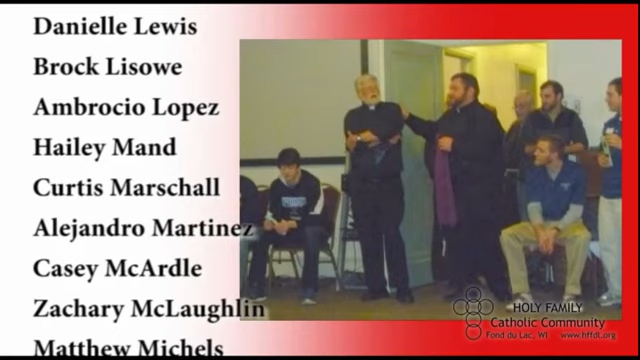 Danielle Lewis
Brock Lisowe
Ambrocio Lopez
Hailey Mand
Curtis Marschall
Alejandro Martinez
Casey McArdle
Zachary McLaughlin
Matthew Michels
HOLY FAMILY
Catholic Community
Fond du Lac, WI www.hffdl.org